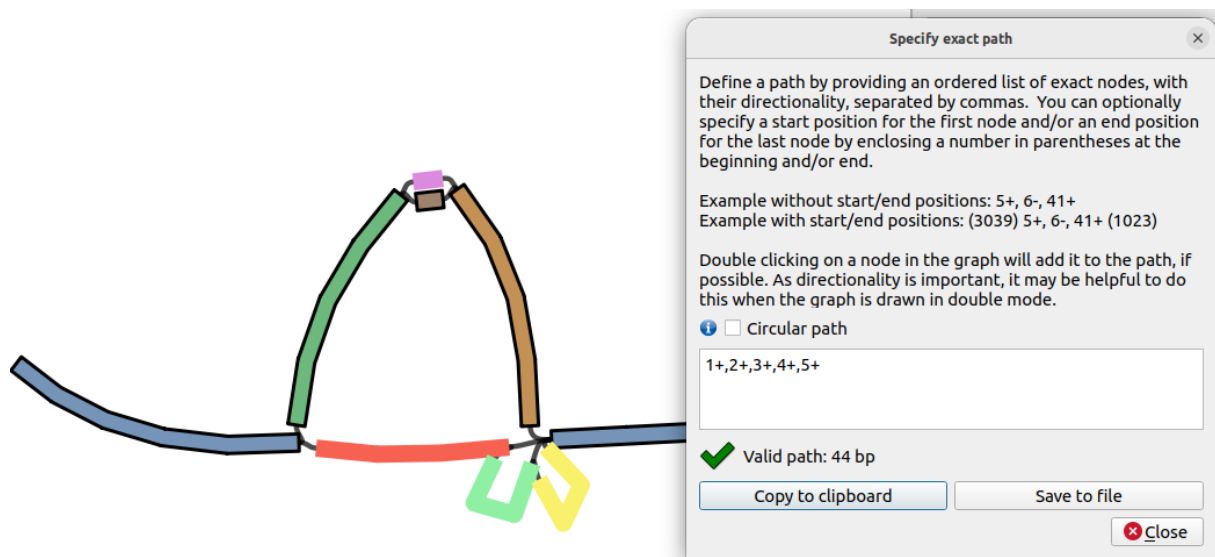 Specify exact path
Define a path by providing an ordered list of exact nodes, with
their directionality, separated by commas.  You can optionally
specify a start position for the first node and/or an end position
for the last node by enclosing a number in parentheses at the
beginning and/or end.
Example without start/end positions: 5+, 6-, 41+
Example with start/end positions: (3039) 5+, 6-, 41+ (1023)
Double clicking on a node in the graph will add it to the path, if
possible. As directionality is important, it may be helpful to do
this when the graph is drawn in double mode.
Circular path
1+,2+,3+,4+,5+
Valid path: 44 bp
Copy to clipboard
Save to file
Close